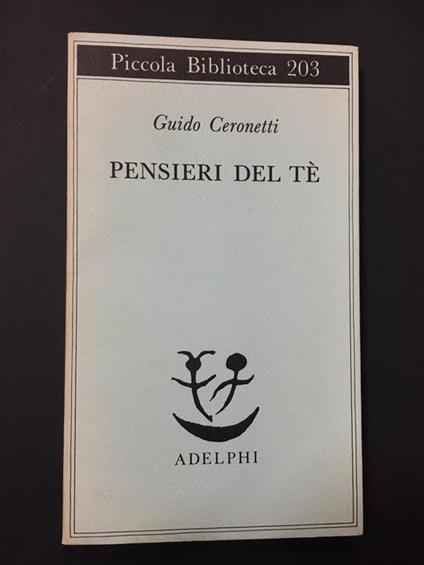 Piccola Biblioteca 203
Guido Ceronetti
PENSIERI DEL TÈ
ADELPHI